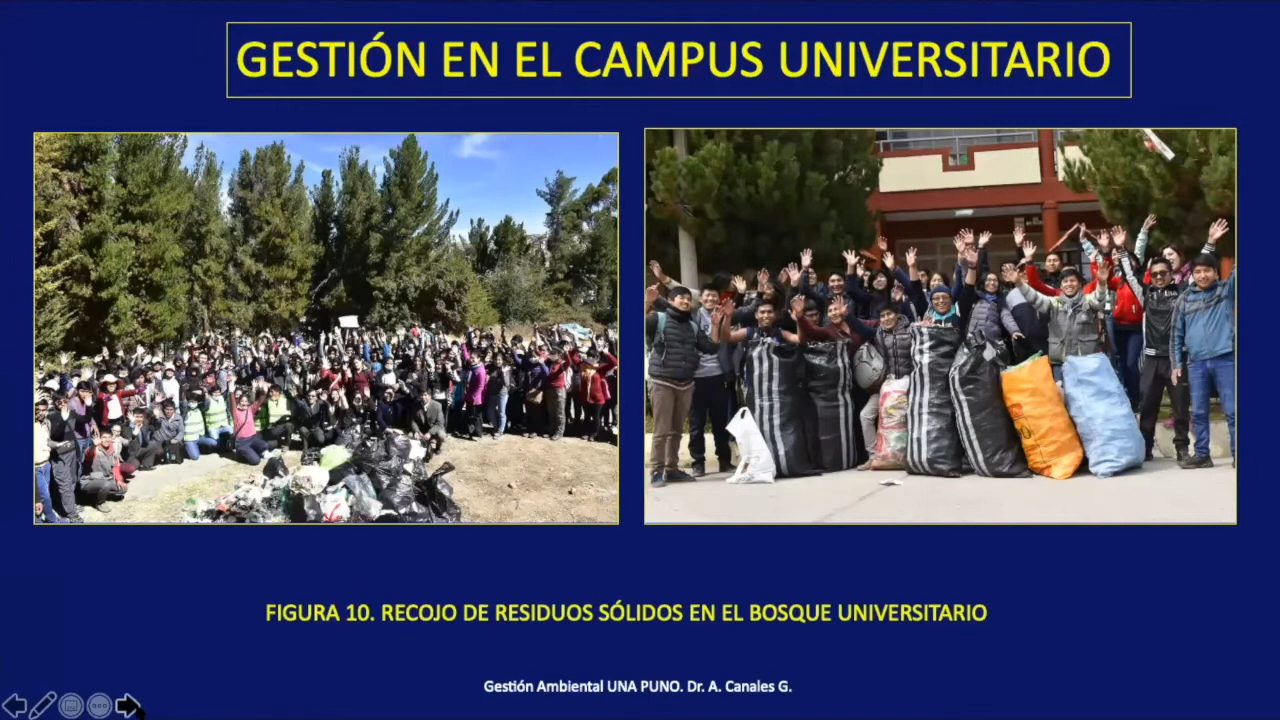 GESTIÓN EN EL CAMPUS UNIVERSITARIO
FIGURA 10. RECOJO DE RESIDUOS SÓLIDOS EN EL BOSQUE UNIVERSITARIO
Gestión Ambiental UNA PUNO. Dr. A. Canales G.